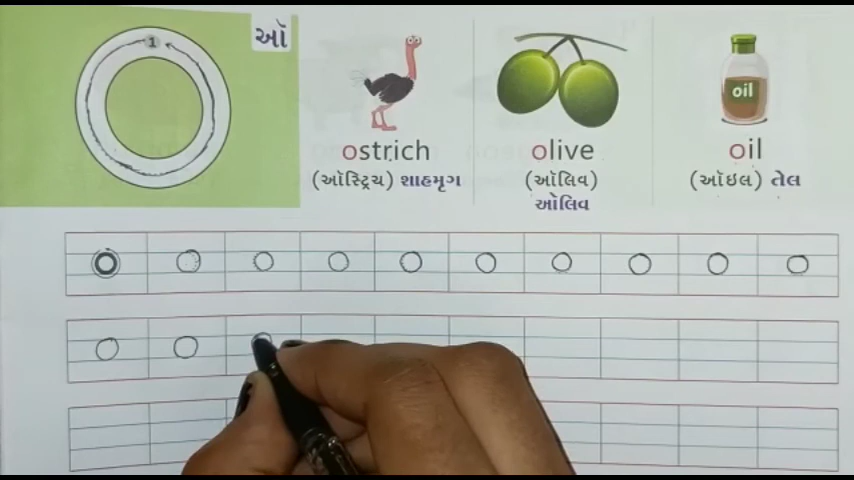 1
ઑ
oil
ostrich
(ઑસ્ટ્રિચ) શાહમૃગ
olive
(ઑલિવ)
ઑલિવ
oil
(ઑઇલ) તેલ
o o o o o o o o o o
o o